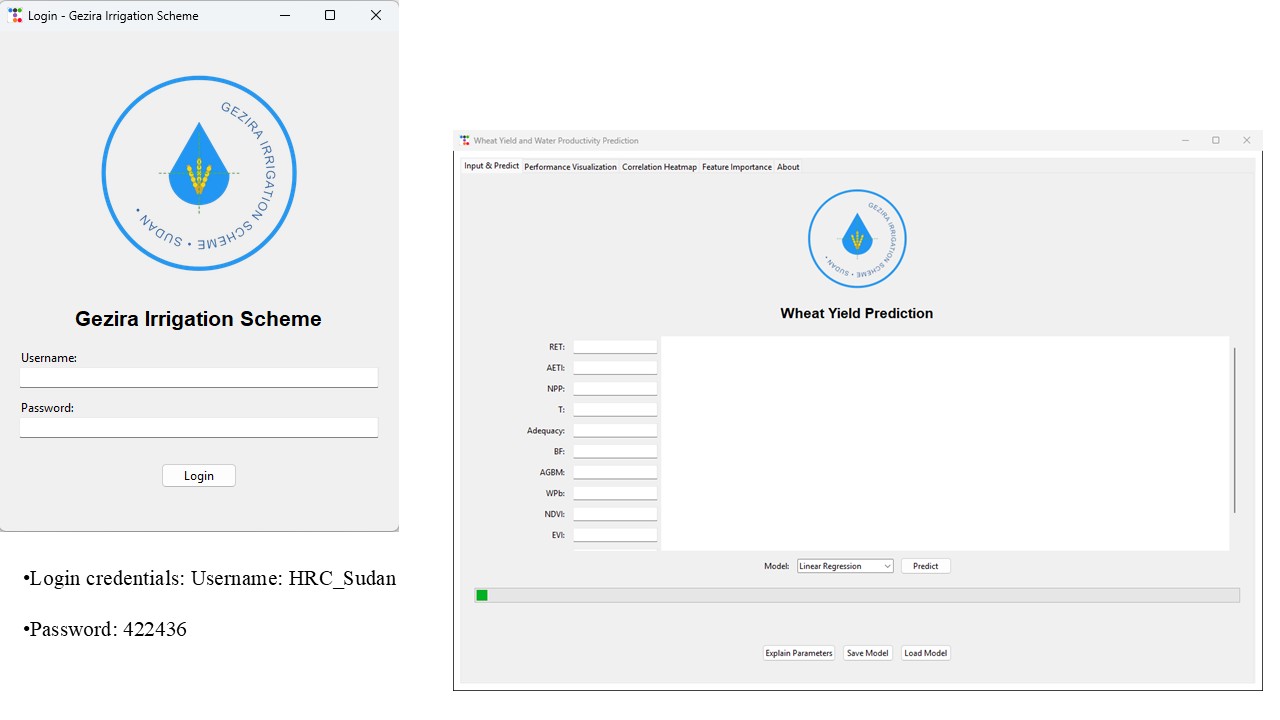 Login - Gezira Irrigation Scheme
GEZIRA IRRIGATION SCHEME • SUDAN •
Gezira Irrigation Scheme
Username:
Password:
Login
•Login credentials: Username: HRC_Sudan
•Password: 422436
Wheat Yield and Water Productivity Prediction
Input & Predict Performance Visualization Correlation Heatmap Feature Importance About
GEZIRA IRRIGATION SCHEME • SUDAN •
Wheat Yield Prediction
RET:
AETI:
NPP:
T:
Adequacy:
BF:
AGBM:
WPb:
NDVI:
EVI:
Model: Linear Regression Predict
Explain Parameters Save Model Load Model